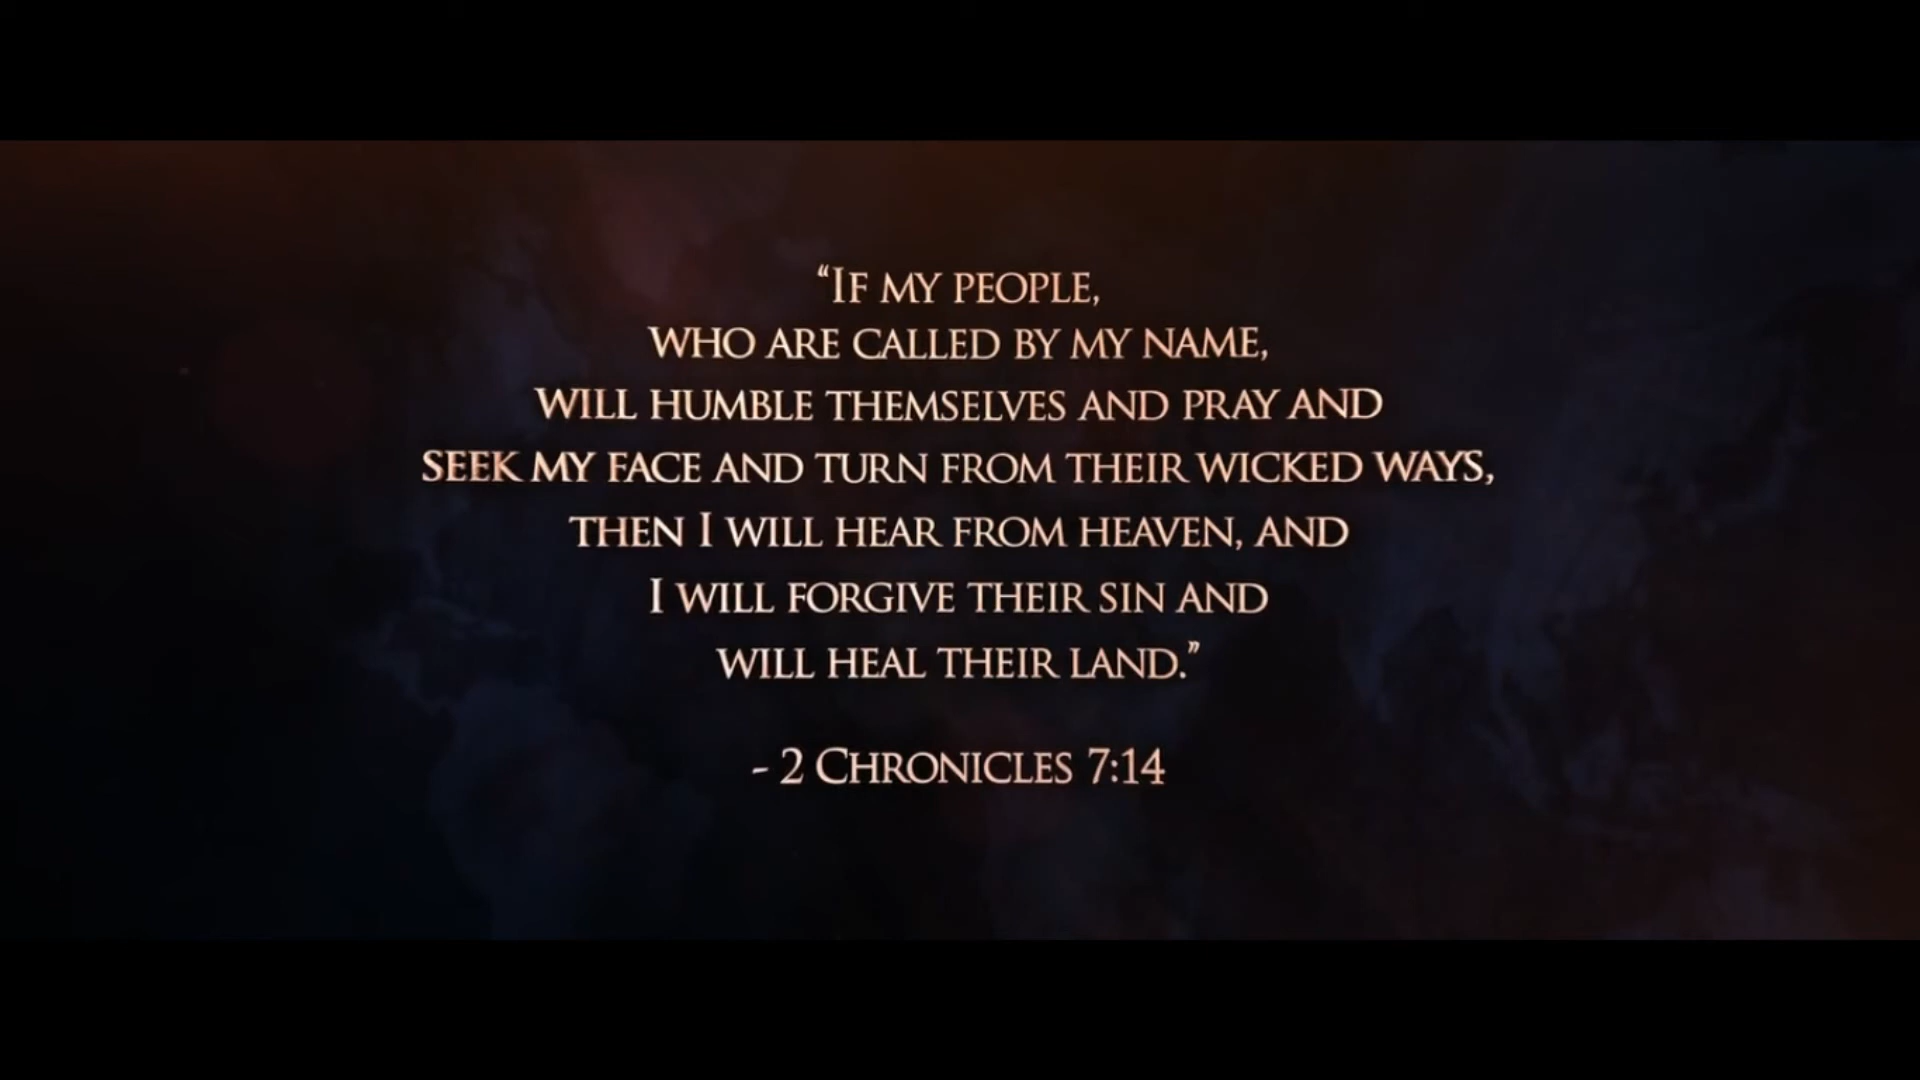 “If my people,
who are called by my name,
will humble themselves and pray and
seek my face and turn from their wicked ways,
then I will hear from heaven, and
I will forgive their sin and
will heal their land.”
- 2 Chronicles 7:14